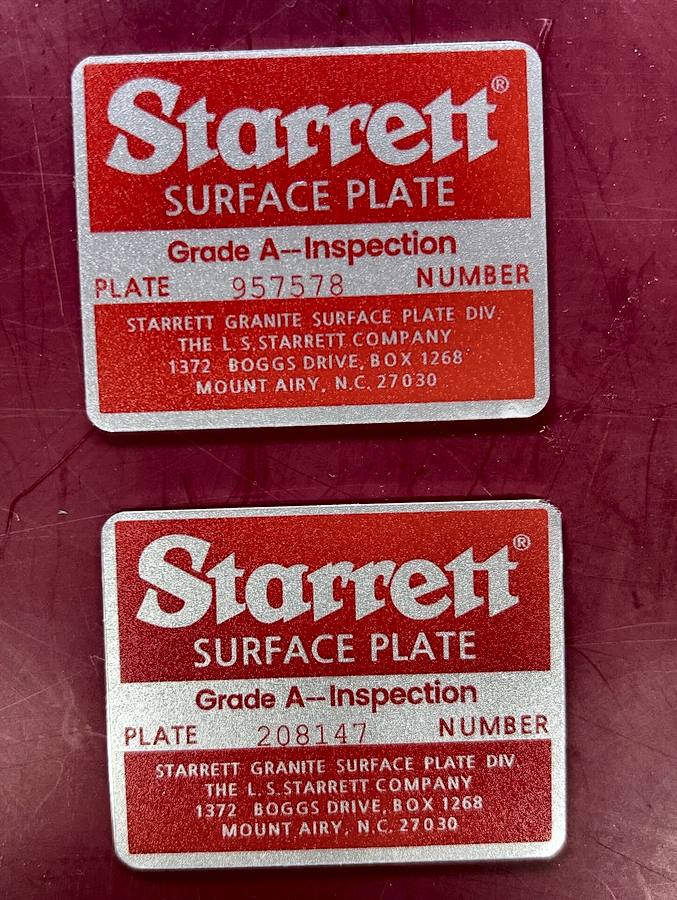 Starrett®
SURFACE PLATE
Grade A--Inspection
PLATE 957578 NUMBER
STARRETT GRANITE SURFACE PLATE DIV.
THE L.S. STARRETT COMPANY
1372 BOGGS DRIVE, BOX 1268
MOUNT AIRY, N.C. 27030
Starrett®
SURFACE PLATE
Grade A--Inspection
PLATE 208147 NUMBER
STARRETT GRANITE SURFACE PLATE DIV.
THE L.S. STARRETT COMPANY
1372 BOGGS DRIVE, BOX 1268
MOUNT AIRY, N.C. 27030